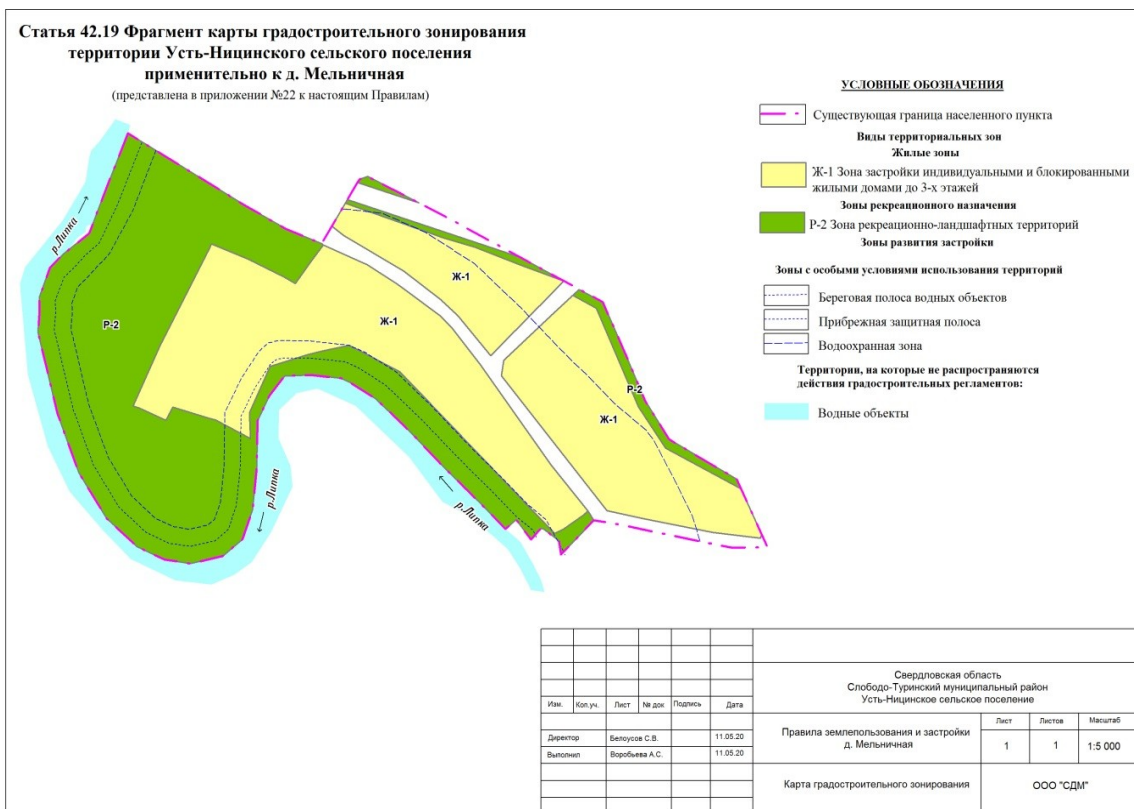 Статья 42.19 Фрагмент карты градостроительного зонирования
территории Усть-Ницинского сельского поселения
применительно к д. Мельничная
(представлена в приложении №22 к настоящим Правилам)
УСЛОВНЫЕ ОБОЗНАЧЕНИЯ
Существующая граница населенного пункта
Виды территориальных зон
Жилые зоны
Ж-1 Зона застройки индивидуальными и блокированными
жилыми домами до 3-х этажей
Зоны рекреационного назначения
Р-2 Зона рекреационно-ландшафтных территорий
Зоны развития застройки
Зоны с особыми условиями использования территорий
Береговая полоса водных объектов
Прибрежная защитная полоса
Водоохранная зона
Территории, на которые не распространяются
действия градостроительных регламентов:
Водные объекты
р.Липка
Р-2
Ж-1
Ж-1
Р-2
Ж-1
р.Липка
р.Липка
Изм. Кол.уч. Лист № док Подпись Дата
Директор Белоусов С.В. 11.05.20
Выполнил Воробьева А.С. 11.05.20
Свердловская область
Слободо-Туринский муниципальный район
Усть-Ницинское сельское поселение
Правила землепользования и застройки
д. Мельничная
Лист Листов Масштаб
1 1 1:5 000
Карта градостроительного зонирования
ООО "СДМ"